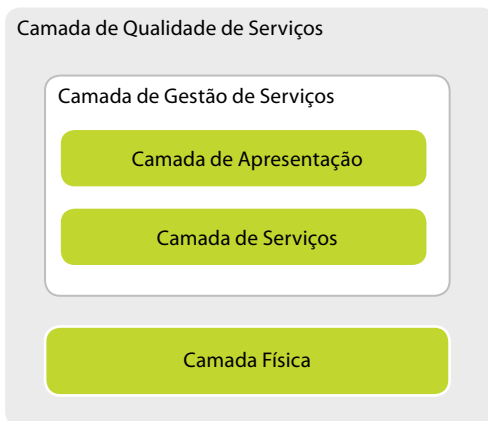 Camada de Qualidade de Serviços
Camada de Gestão de Serviços
Camada de Apresentação
Camada de Serviços
Camada Física